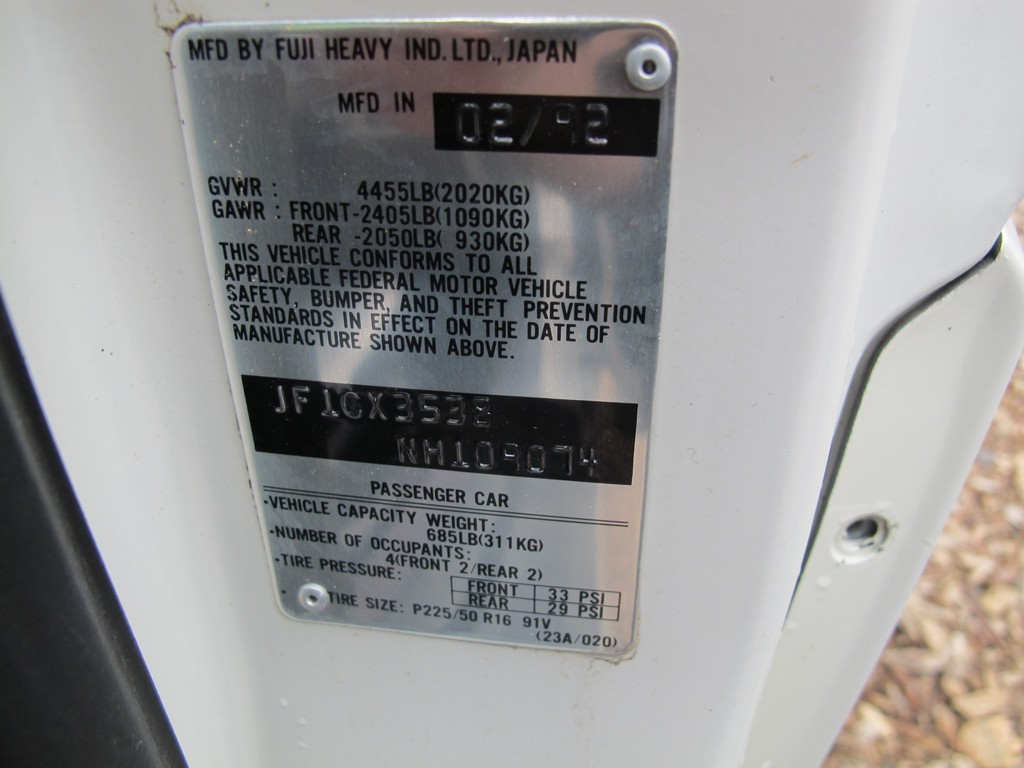 MFD BY FUJI HEAVY IND. LTD., JAPAN
MFD IN 02/92
GVWR : 4455LB(2020KG)
GAWR : FRONT-2405LB(1090KG)
REAR -2050LB( 930KG)
THIS VEHICLE CONFORMS TO ALL
APPLICABLE FEDERAL MOTOR VEHICLE
SAFETY, BUMPER, AND THEFT PREVENTION
STANDARDS IN EFFECT ON THE DATE OF
MANUFACTURE SHOWN ABOVE.
JF1CX3538
NH109074
PASSENGER CAR
·VEHICLE CAPACITY WEIGHT:
685LB(311KG)
·NUMBER OF OCCUPANTS:
4(FRONT 2/REAR 2)
·TIRE PRESSURE: FRONT 33 PSI
REAR 29 PSI
· TIRE SIZE: P225/50 R16 91V
(23A/020)